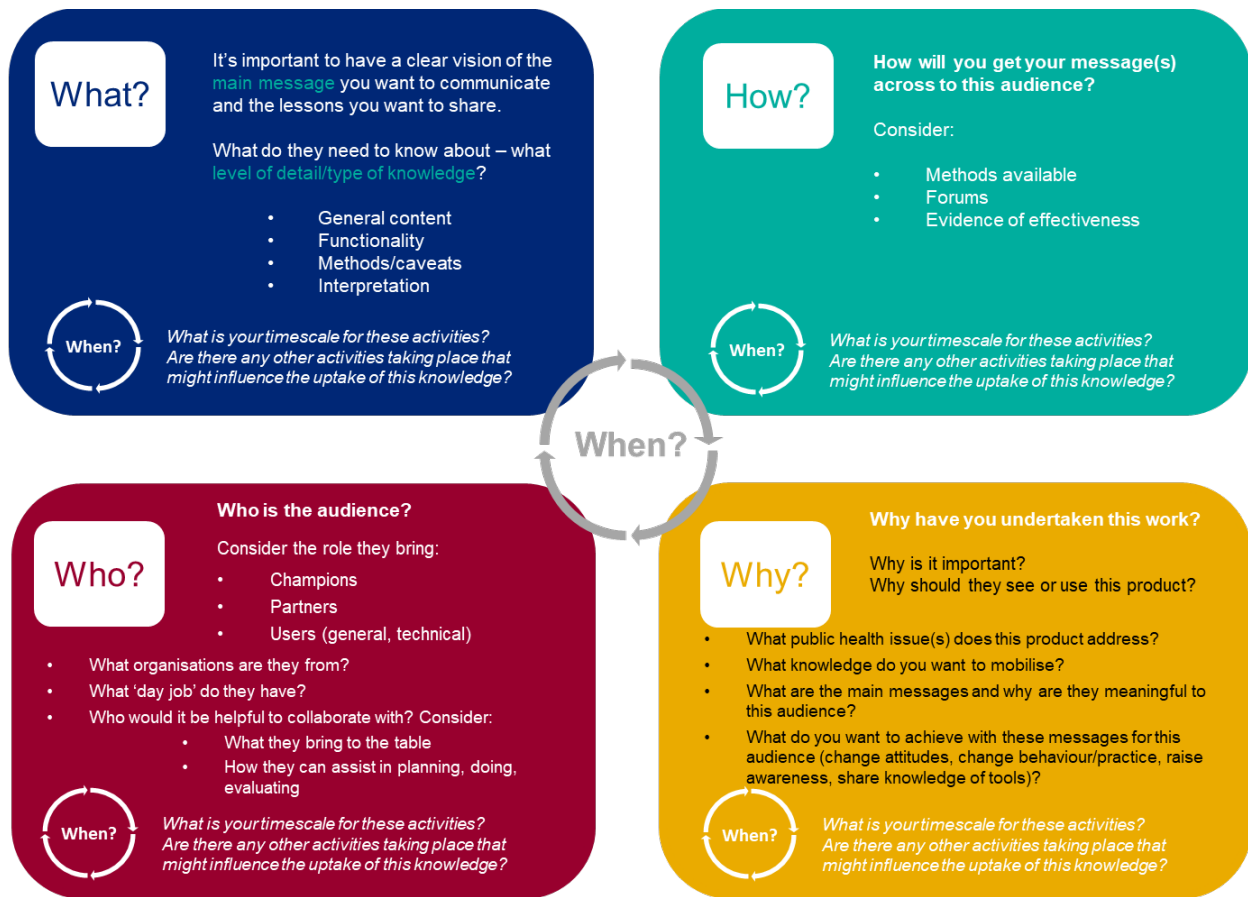 What?
It's important to have a clear vision of the
main message you want to communicate
and the lessons you want to share.
What do they need to know about – what
level of detail/type of knowledge?
• General content
• Functionality
• Methods/caveats
• Interpretation
When?
What is your timescale for these activities?
Are there any other activities taking place that
might influence the uptake of this knowledge?
How?
How will you get your message(s)
across to this audience?
Consider:
• Methods available
• Forums
• Evidence of effectiveness
When?
What is your timescale for these activities?
Are there any other activities taking place that
might influence the uptake of this knowledge?
When?
Who?
Who is the audience?
Consider the role they bring:
• Champions
• Partners
• Users (general, technical)
• What organisations are they from?
• What ‘day job’ do they have?
• Who would it be helpful to collaborate with? Consider:
• What they bring to the table
• How they can assist in planning, doing,
evaluating
When?
What is your timescale for these activities?
Are there any other activities taking place that
might influence the uptake of this knowledge?
Why?
Why have you undertaken this work?
Why is it important?
Why should they see or use this product?
• What public health issue(s) does this product address?
• What knowledge do you want to mobilise?
• What are the main messages and why are they meaningful to
this audience?
• What do you want to achieve with these messages for this
audience (change attitudes, change behaviour/practice, raise
awareness, share knowledge of tools)?
When?
What is your timescale for these activities?
Are there any other activities taking place that
might influence the uptake of this knowledge?